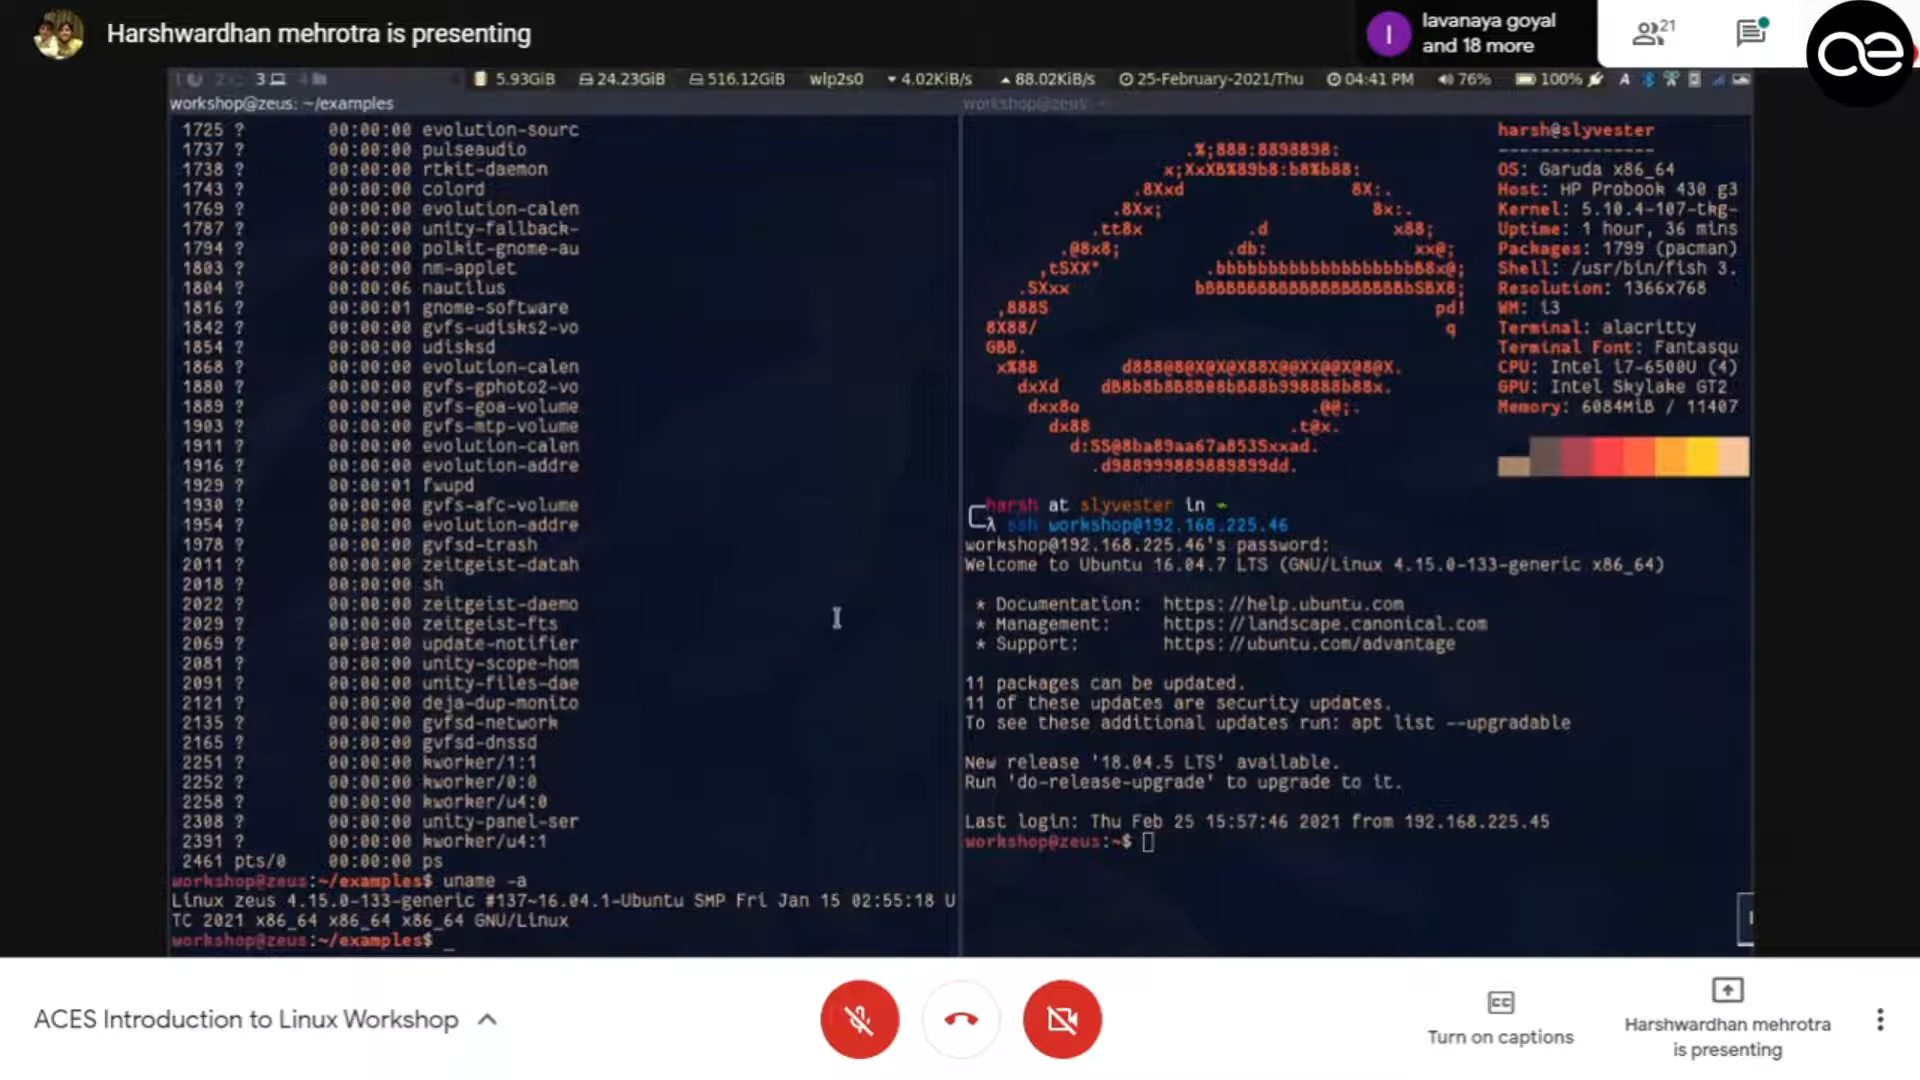 Harshwardhan mehrotra is presenting
lavanaya goyal
and 18 more
21
3 5.93GiB 24.23GiB 516.12GiB wlp2s0 4.02KiB/s 88.02KiB/s 25-February-2021/Thu 04:41 PM 76% 100% A
workshop@zeus: ~/examples
workshop@zeus: ~
1725 ? 00:00:00 evolution-sourc
1737 ? 00:00:00 pulseaudio
1738 ? 00:00:00 rtkit-daemon
1743 ? 00:00:00 colord
1769 ? 00:00:00 evolution-calen
1787 ? 00:00:00 unity-fallback-
1794 ? 00:00:00 polkit-gnome-au
1803 ? 00:00:00 nm-applet
1804 ? 00:00:06 nautilus
1816 ? 00:00:01 gnome-software
1842 ? 00:00:00 gvfs-udisks2-vo
1854 ? 00:00:00 udisksd
1868 ? 00:00:00 evolution-calen
1880 ? 00:00:00 gvfs-gphoto2-vo
1889 ? 00:00:00 gvfs-goa-volume
1903 ? 00:00:00 gvfs-mtp-volume
1911 ? 00:00:00 evolution-calen
1916 ? 00:00:00 evolution-addre
1929 ? 00:00:01 fwupd
1930 ? 00:00:00 gvfs-afc-volume
1954 ? 00:00:00 evolution-addre
1978 ? 00:00:00 gvfsd-trash
2011 ? 00:00:00 zeitgeist-datah
2018 ? 00:00:00 sh
2022 ? 00:00:00 zeitgeist-daemo
2029 ? 00:00:00 zeitgeist-fts
2069 ? 00:00:00 update-notifier
2081 ? 00:00:00 unity-scope-hom
2091 ? 00:00:00 unity-files-dae
2121 ? 00:00:00 deja-dup-monito
2135 ? 00:00:00 gvfsd-network
2165 ? 00:00:00 gvfsd-dnssd
2251 ? 00:00:00 kworker/1:1
2252 ? 00:00:00 kworker/0:0
2258 ? 00:00:00 kworker/u4:0
2308 ? 00:00:00 unity-panel-ser
2391 ? 00:00:00 kworker/u4:1
2461 pts/0 00:00:00 ps
workshop@zeus:~/examples$ uname -a
Linux zeus 4.15.0-133-generic #137~16.04.1-Ubuntu SMP Fri Jan 15 02:55:18 U
TC 2021 x86_64 x86_64 x86_64 GNU/Linux
workshop@zeus:~/examples$ _
harsh@slyvester
---------------
OS: Garuda x86_64
Host: HP Probook 430 g3
Kernel: 5.10.4-107-tkg-
Uptime: 1 hour, 36 mins
Packages: 1799 (pacman)
Shell: /usr/bin/fish 3.
Resolution: 1366x768
WM: i3
Terminal: alacritty
Terminal Font: Fantasqu
CPU: Intel i7-6500U (4)
GPU: Intel Skylake GT2
Memory: 6084MiB / 11407
harsh at slyvester in ~
λ ssh workshop@192.168.225.46
workshop@192.168.225.46's password:
Welcome to Ubuntu 16.04.7 LTS (GNU/Linux 4.15.0-133-generic x86_64)
* Documentation: https://help.ubuntu.com
* Management: https://landscape.canonical.com
* Support: https://ubuntu.com/advantage
11 packages can be updated.
11 of these updates are security updates.
To see these additional updates run: apt list --upgradable
New release '18.04.5 LTS' available.
Run 'do-release-upgrade' to upgrade to it.
Last login: Thu Feb 25 15:57:46 2021 from 192.168.225.45
workshop@zeus:~$
ACES Introduction to Linux Workshop
Turn on captions
Harshwardhan mehrotra
is presenting